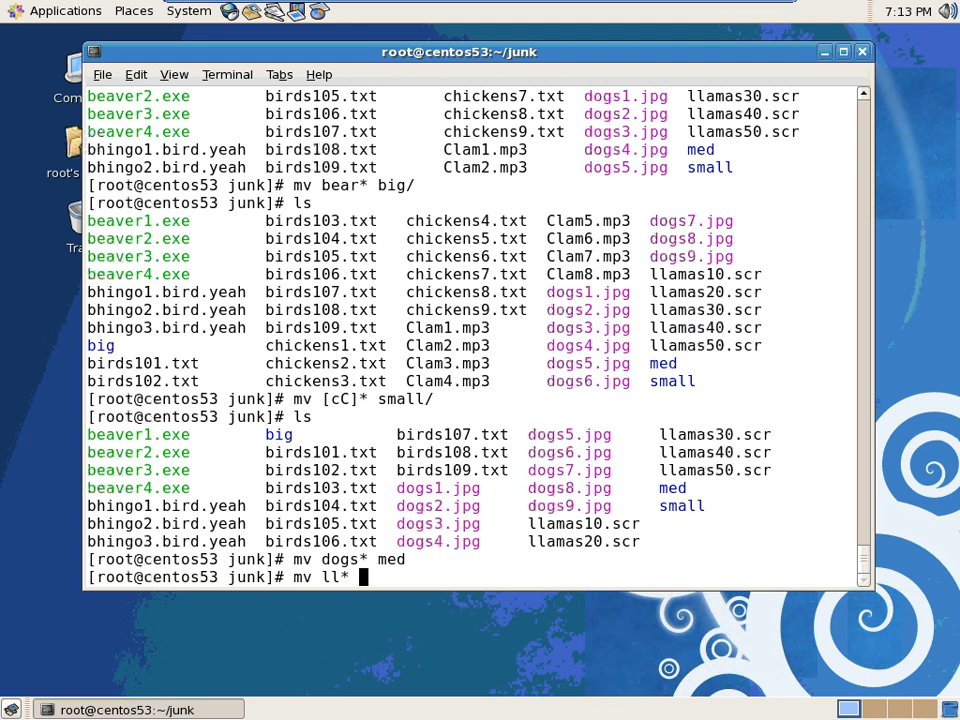 Applications Places System 7:13 PM
root@centos53:~/junk
File Edit View Terminal Tabs Help
beaver2.exe birds105.txt chickens7.txt dogs1.jpg llamas30.scr
beaver3.exe birds106.txt chickens8.txt dogs2.jpg llamas40.scr
beaver4.exe birds107.txt chickens9.txt dogs3.jpg llamas50.scr
bhingo1.bird.yeah birds108.txt Clam1.mp3 dogs4.jpg med
bhingo2.bird.yeah birds109.txt Clam2.mp3 dogs5.jpg small
[root@centos53 junk]# mv bear* big/
[root@centos53 junk]# ls
beaver1.exe birds103.txt chickens4.txt Clam5.mp3 dogs7.jpg
beaver2.exe birds104.txt chickens5.txt Clam6.mp3 dogs8.jpg
beaver3.exe birds105.txt chickens6.txt Clam7.mp3 dogs9.jpg
beaver4.exe birds106.txt chickens7.txt Clam8.mp3 llamas10.scr
bhingo1.bird.yeah birds107.txt chickens8.txt dogs1.jpg llamas20.scr
bhingo2.bird.yeah birds108.txt chickens9.txt dogs2.jpg llamas30.scr
bhingo3.bird.yeah birds109.txt Clam1.mp3 dogs3.jpg llamas40.scr
big chickens1.txt Clam2.mp3 dogs4.jpg llamas50.scr
birds101.txt chickens2.txt Clam3.mp3 dogs5.jpg med
birds102.txt chickens3.txt Clam4.mp3 dogs6.jpg small
[root@centos53 junk]# mv [cC]* small/
[root@centos53 junk]# ls
beaver1.exe big birds107.txt dogs5.jpg llamas30.scr
beaver2.exe birds101.txt birds108.txt dogs6.jpg llamas40.scr
beaver3.exe birds102.txt birds109.txt dogs7.jpg llamas50.scr
beaver4.exe birds103.txt dogs1.jpg dogs8.jpg med
bhingo1.bird.yeah birds104.txt dogs2.jpg dogs9.jpg small
bhingo2.bird.yeah birds105.txt dogs3.jpg llamas10.scr
bhingo3.bird.yeah birds106.txt dogs4.jpg llamas20.scr
[root@centos53 junk]# mv dogs* med
[root@centos53 junk]# mv ll*
Com
root's
Tra
root@centos53:~/junk